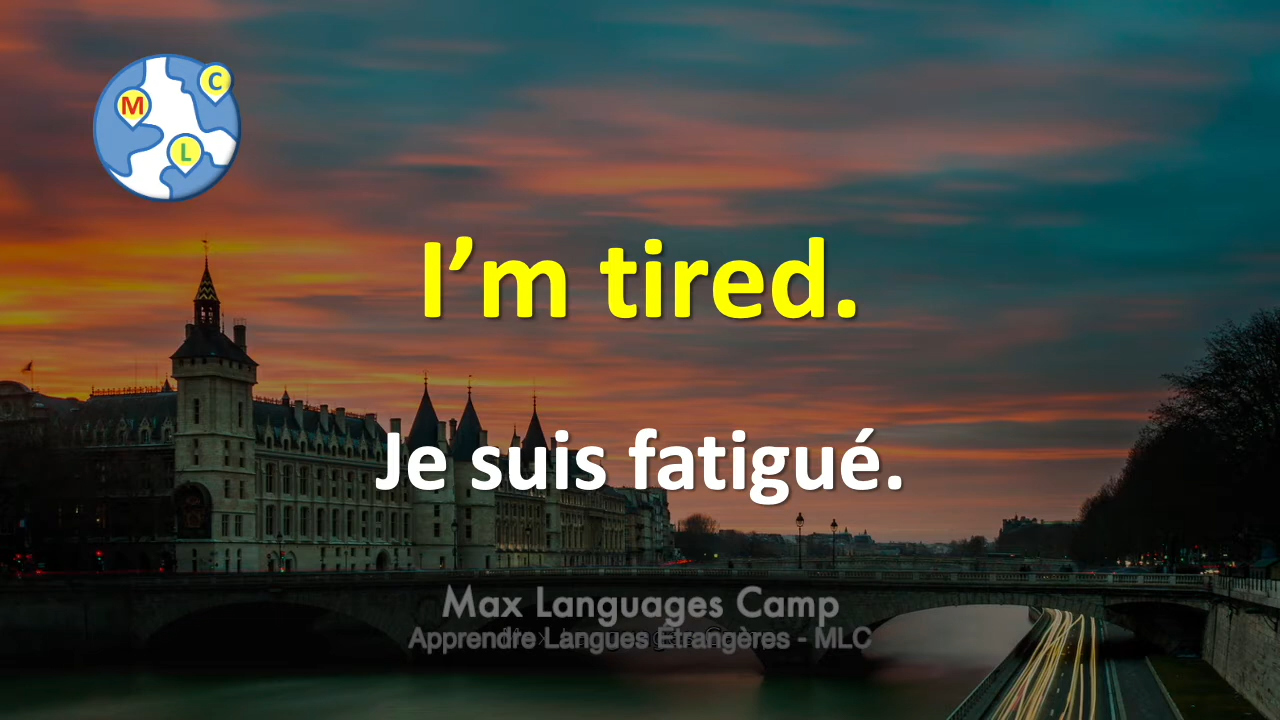 M
C
L
I’m tired.
Je suis fatigué.
Max Languages Camp
Apprendre Langues Étrangères - MLC